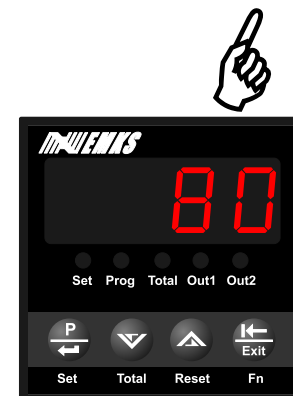 EMKS
80
Set Prog Total Out1 Out2
P
Exit
Set Total Reset Fn